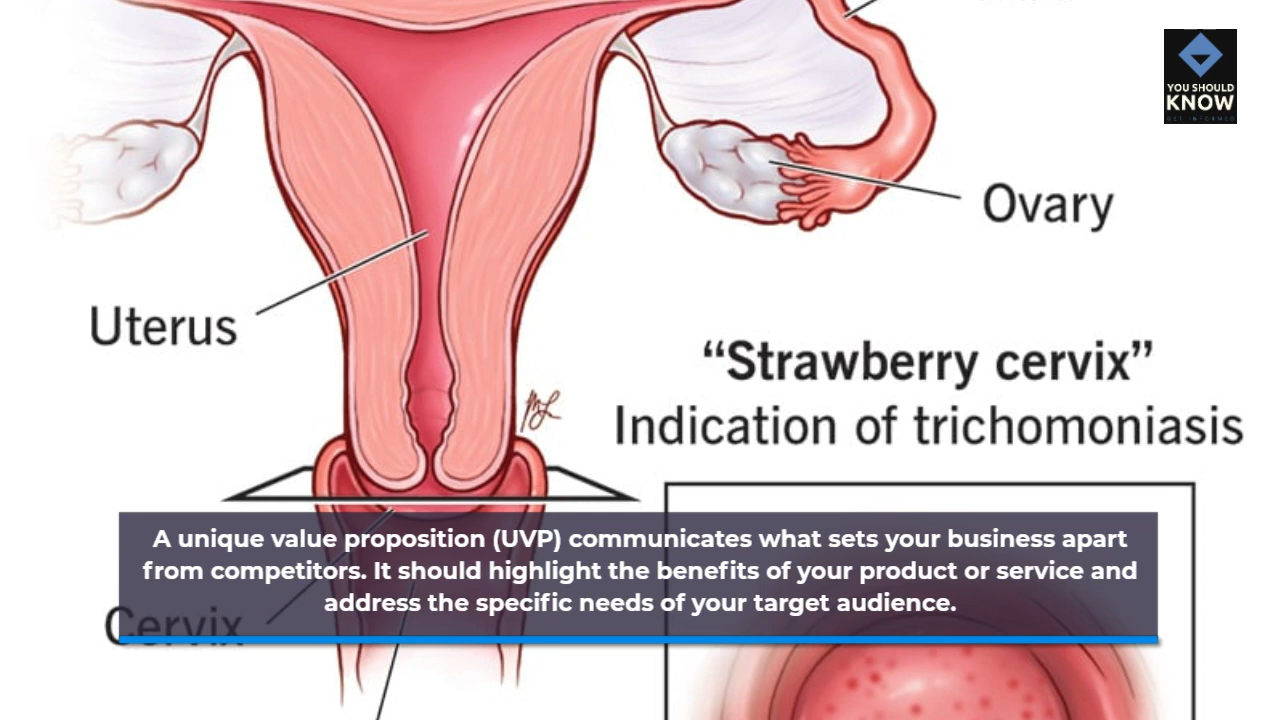 YOU SHOULD
KNOW
GET INFORMED
Ovary
Uterus
“Strawberry cervix”
Indication of trichomoniasis
A unique value proposition (UVP) communicates what sets your business apart
from competitors. It should highlight the benefits of your product or service and
address the specific needs of your target audience.
Cervix